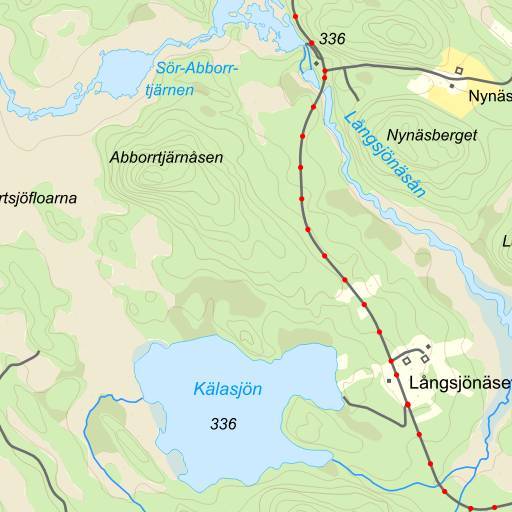 336
Sör-Abborr-
tjärnen
Nynäs
Långsjönäsån
Nynäsberget
Abborrtjärnåsen
rtsjöfloarna
L
Kälasjön
336
Långsjönäset